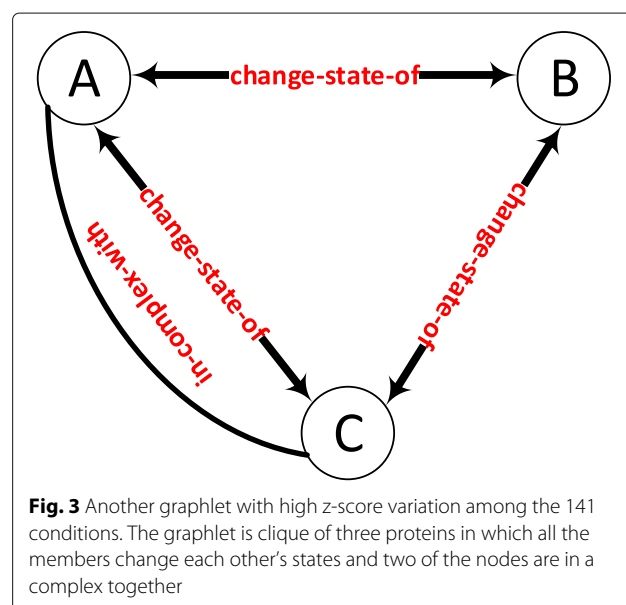 A
change-state-of
B
change-state-of
change-state-of
in-complex-with
C
Fig. 3 Another graphlet with high z-score variation among the 141
conditions. The graphlet is clique of three proteins in which all the
members change each other’s states and two of the nodes are in a
complex together